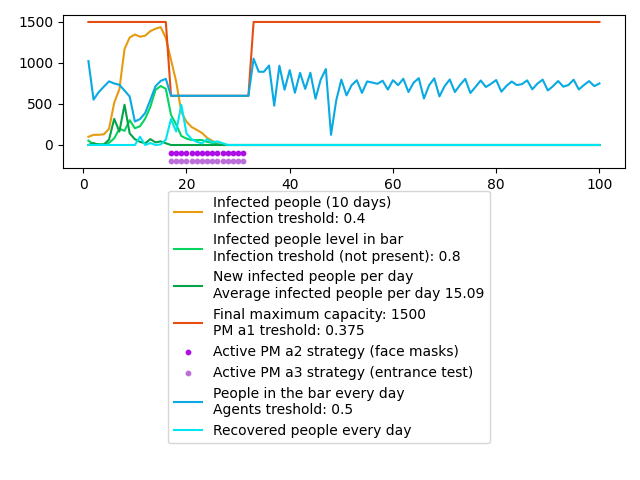 1500
1000
500
0
0 20 40 60 80 100
Infected people (10 days)
Infection treshold: 0.4
Infected people level in bar
Infection treshold (not present): 0.8
New infected people per day
Average infected people per day 15.09
Final maximum capacity: 1500
PM a1 treshold: 0.375
Active PM a2 strategy (face masks)
Active PM a3 strategy (entrance test)
People in the bar every day
Agents treshold: 0.5
Recovered people every day